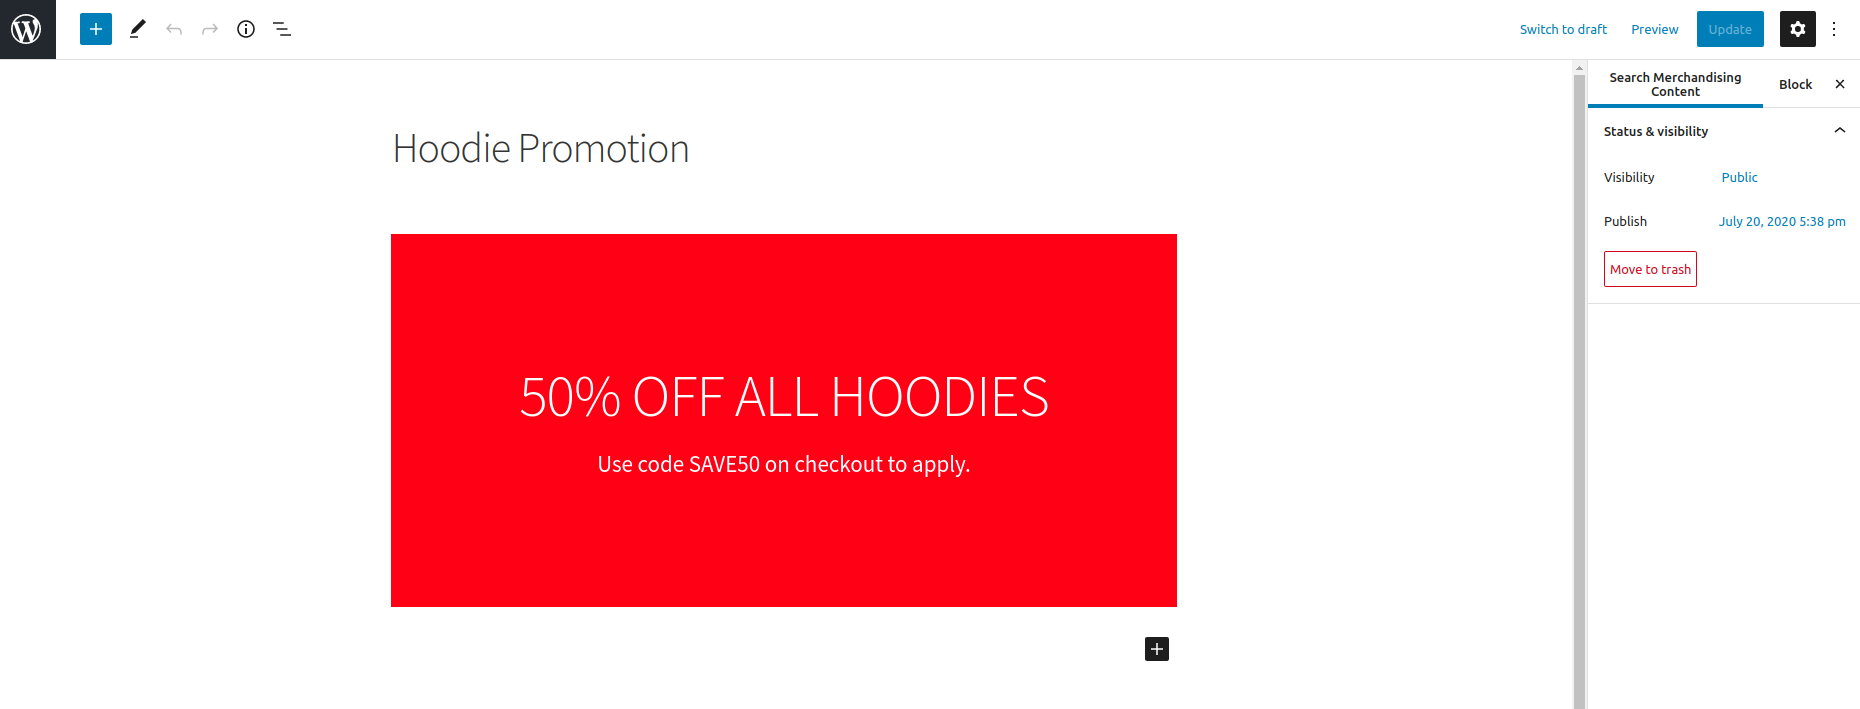 Switch to draft
Preview
Update
Search Merchandising
Content
Block
Status & visibility
Visibility
Public
Publish
July 20, 2020 5:38 pm
Move to trash
Hoodie Promotion
50% OFF ALL HOODIES
Use code SAVE50 on checkout to apply.